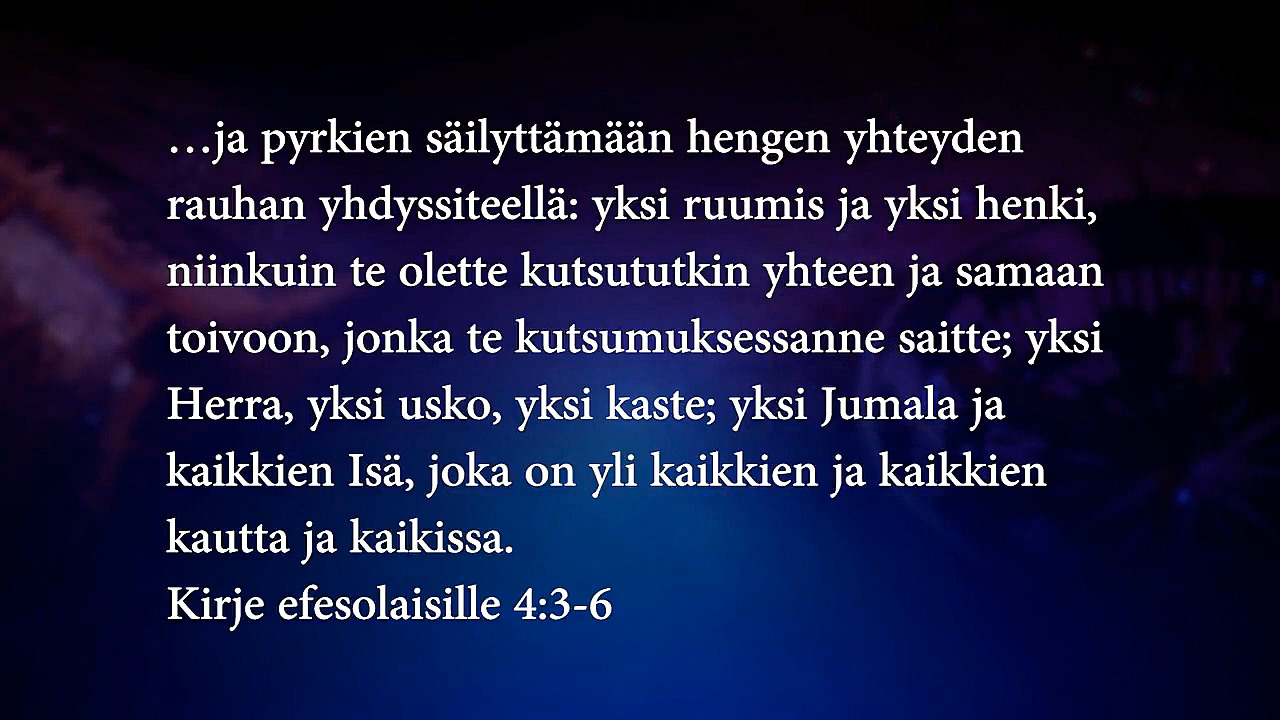 …ja pyrkien säilyttämään hengen yhteyden
rauhan yhdyssiteellä: yksi ruumis ja yksi henki,
niinkuin te olette kutsututkin yhteen ja samaan
toivoon, jonka te kutsumuksessanne saitte; yksi
Herra, yksi usko, yksi kaste; yksi Jumala ja
kaikkien Isä, joka on yli kaikkien ja kaikkien
kautta ja kaikissa.
Kirje efesolaisille 4:3-6